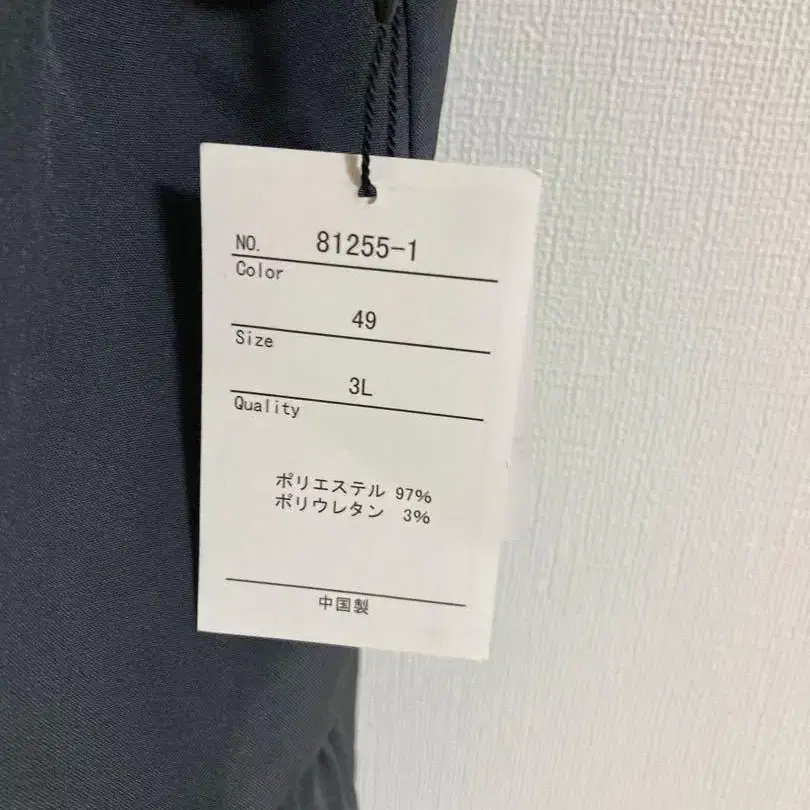 NO. 81255-1
Color
49
Size
3L
Quality
ポリエステル 97%
ポリウレタン 3%
中国製